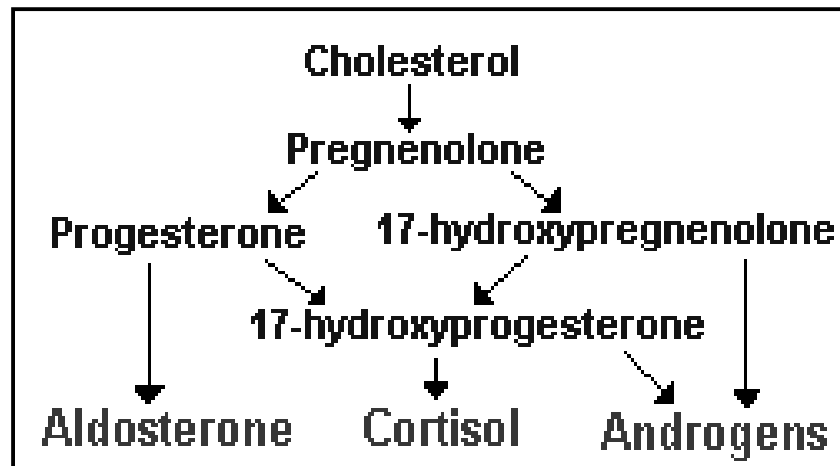 Cholesterol
Pregnenolone
Progesterone 17-hydroxypregnenolone
17-hydroxyprogesterone
Aldosterone Cortisol Androgens